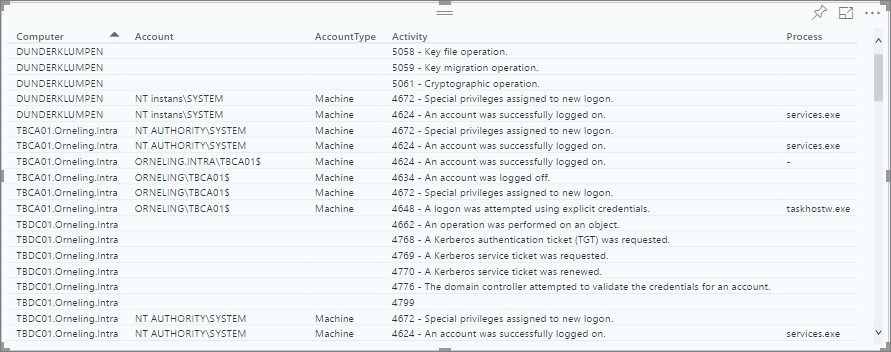 Computer Account AccountType Activity Process
DUNDERKLUMPEN 5058 - Key file operation.
DUNDERKLUMPEN 5059 - Key migration operation.
DUNDERKLUMPEN 5061 - Cryptographic operation.
DUNDERKLUMPEN NT instans\SYSTEM Machine 4672 - Special privileges assigned to new logon.
DUNDERKLUMPEN NT instans\SYSTEM Machine 4624 - An account was successfully logged on. services.exe
TBCA01.Orneling.Intra NT AUTHORITY\SYSTEM Machine 4672 - Special privileges assigned to new logon.
TBCA01.Orneling.Intra NT AUTHORITY\SYSTEM Machine 4624 - An account was successfully logged on. services.exe
TBCA01.Orneling.Intra ORNELING.INTRA\TBCA01$ Machine 4624 - An account was successfully logged on. -
TBCA01.Orneling.Intra ORNELING\TBCA01$ Machine 4634 - An account was logged off.
TBCA01.Orneling.Intra ORNELING\TBCA01$ Machine 4672 - Special privileges assigned to new logon.
TBCA01.Orneling.Intra ORNELING\TBCA01$ Machine 4648 - A logon was attempted using explicit credentials. taskhostw.exe
TBDC01.Orneling.Intra 4662 - An operation was performed on an object.
TBDC01.Orneling.Intra 4768 - A Kerberos authentication ticket (TGT) was requested.
TBDC01.Orneling.Intra 4769 - A Kerberos service ticket was requested.
TBDC01.Orneling.Intra 4770 - A Kerberos service ticket was renewed.
TBDC01.Orneling.Intra 4776 - The domain controller attempted to validate the credentials for an account.
TBDC01.Orneling.Intra 4799
TBDC01.Orneling.Intra NT AUTHORITY\SYSTEM Machine 4672 - Special privileges assigned to new logon.
TBDC01.Orneling.Intra NT AUTHORITY\SYSTEM Machine 4624 - An account was successfully logged on. services.exe